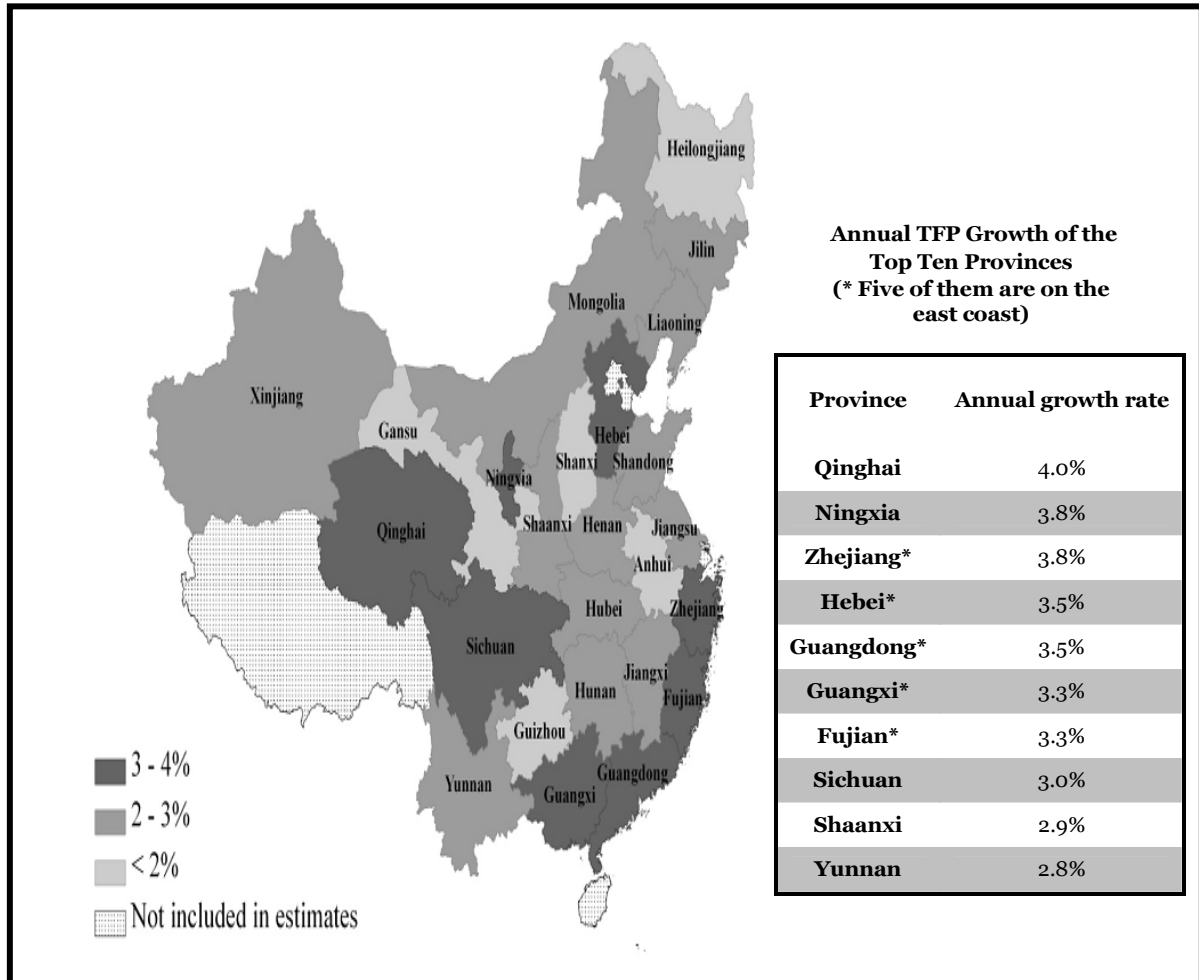 Heilongjiang
Jilin
Mongolia
Liaoning
Xinjiang
Gansu
Hebei
Ningxia
Shanxi
Shandong
Qinghai
Shaanxi
Henan
Jiangsu
Anhui
Hubei
Zhejiang
Sichuan
Jiangxi
Hunan
Fujian
Guizhou
Yunnan
Guangdong
Guangxi
3 - 4%
2 - 3%
< 2%
Not included in estimates
Annual TFP Growth of the
Top Ten Provinces
(* Five of them are on the
east coast)
Province Annual growth rate
Qinghai 4.0%
Ningxia 3.8%
Zhejiang* 3.8%
Hebei* 3.5%
Guangdong* 3.5%
Guangxi* 3.3%
Fujian* 3.3%
Sichuan 3.0%
Shaanxi 2.9%
Yunnan 2.8%